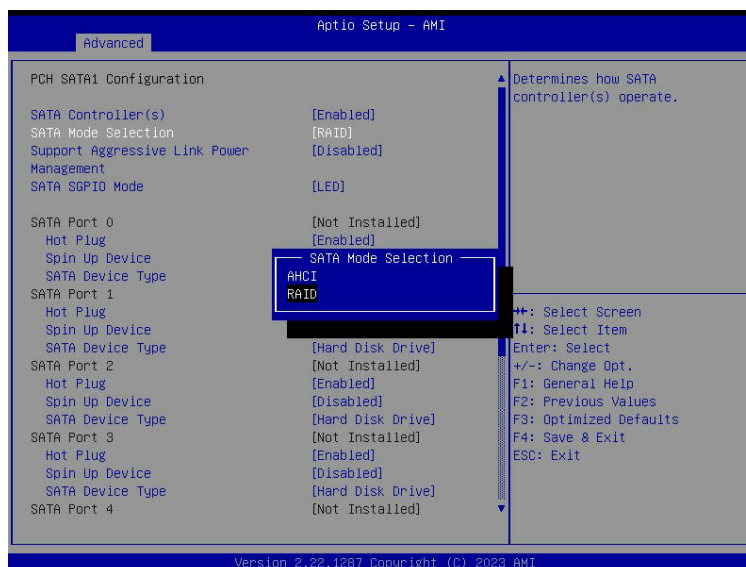 Aptio Setup – AMI
Advanced
PCH SATA1 Configuration
SATA Controller(s) [Enabled]
SATA Mode Selection [RAID]
Support Aggressive Link Power [Disabled]
Management
SATA SGPIO Mode [LED]
SATA Port 0 [Not Installed]
Hot Plug [Enabled]
Spin Up Device
SATA Device Type
SATA Port 1
Hot Plug
Spin Up Device
SATA Device Type [Hard Disk Drive]
SATA Port 2 [Not Installed]
Hot Plug [Enabled]
Spin Up Device [Disabled]
SATA Device Type [Hard Disk Drive]
SATA Port 3 [Not Installed]
Hot Plug [Enabled]
Spin Up Device [Disabled]
SATA Device Type [Hard Disk Drive]
SATA Port 4 [Not Installed]
SATA Mode Selection
AHCI
RAID
Determines how SATA
controller(s) operate.
→←: Select Screen
↑↓: Select Item
Enter: Select
+/-: Change Opt.
F1: General Help
F2: Previous Values
F3: Optimized Defaults
F4: Save & Exit
ESC: Exit
Version 2.22.1287 Copyright (C) 2023 AMI